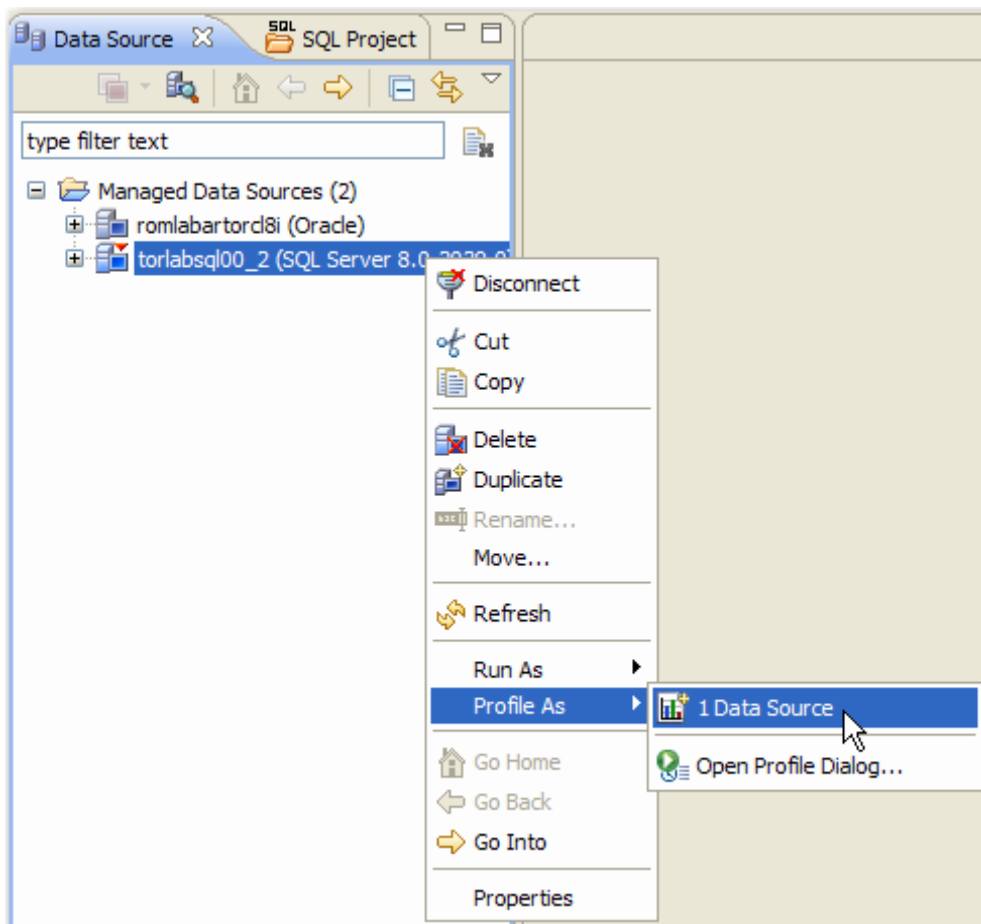 Data Source SQL SQL Project
type filter text
Managed Data Sources (2)
romlabartorcl8i (Oracle)
torlabsql00_2 (SQL Server 8.0
Disconnect
Cut
Copy
Delete
Duplicate
Rename...
Move...
Refresh
Run As
Profile As
1 Data Source
Open Profile Dialog...
Go Home
Go Back
Go Into
Properties